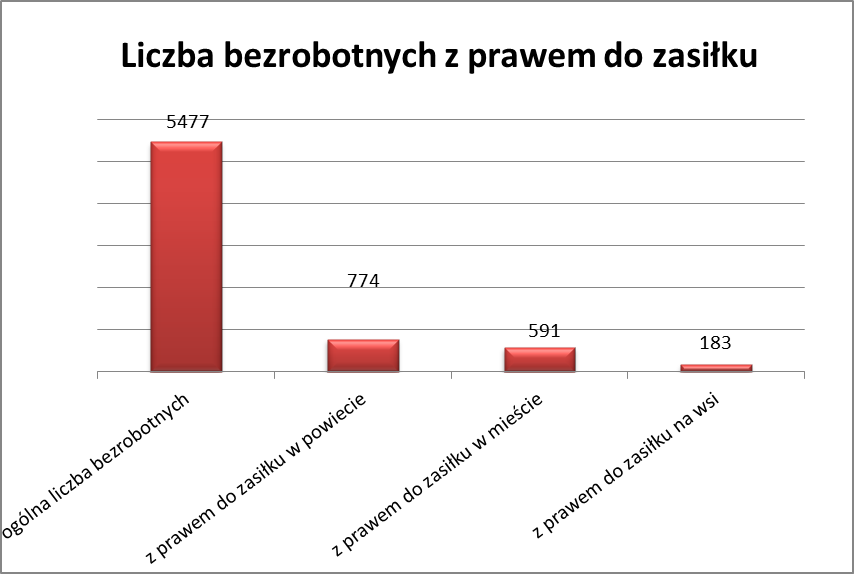 Liczba bezrobotnych z prawem do zasiłku
5477
774
591
183
ogólna liczba bezrobotnych
z prawem do zasiłku w powiecie
z prawem do zasiłku w mieście
z prawem do zasiłku na wsi